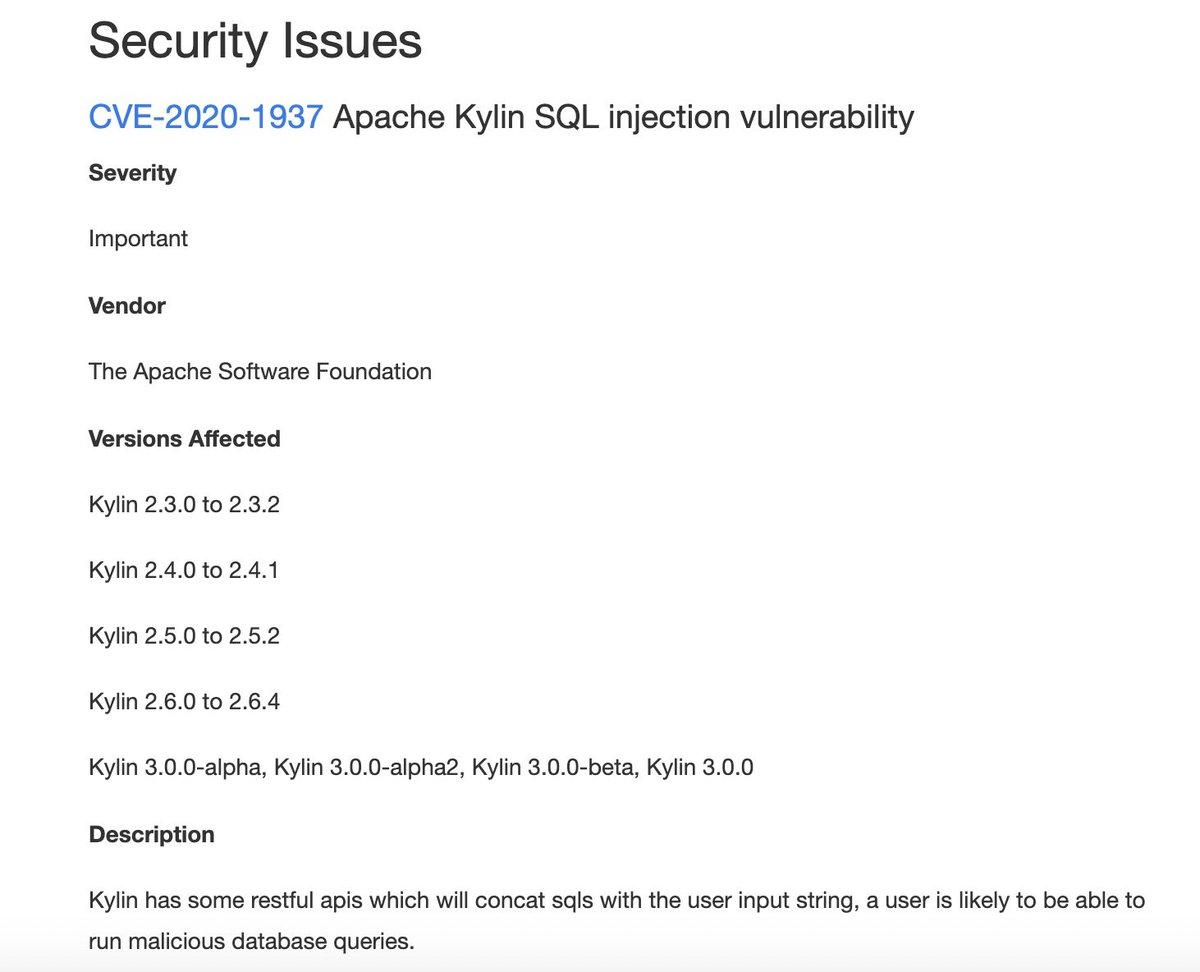 Security Issues
CVE-2020-1937 Apache Kylin SQL injection vulnerability
Severity
Important
Vendor
The Apache Software Foundation
Versions Affected
Kylin 2.3.0 to 2.3.2
Kylin 2.4.0 to 2.4.1
Kylin 2.5.0 to 2.5.2
Kylin 2.6.0 to 2.6.4
Kylin 3.0.0-alpha, Kylin 3.0.0-alpha2, Kylin 3.0.0-beta, Kylin 3.0.0
Description
Kylin has some restful apis which will concat sqls with the user input string, a user is likely to be able to
run malicious database queries.